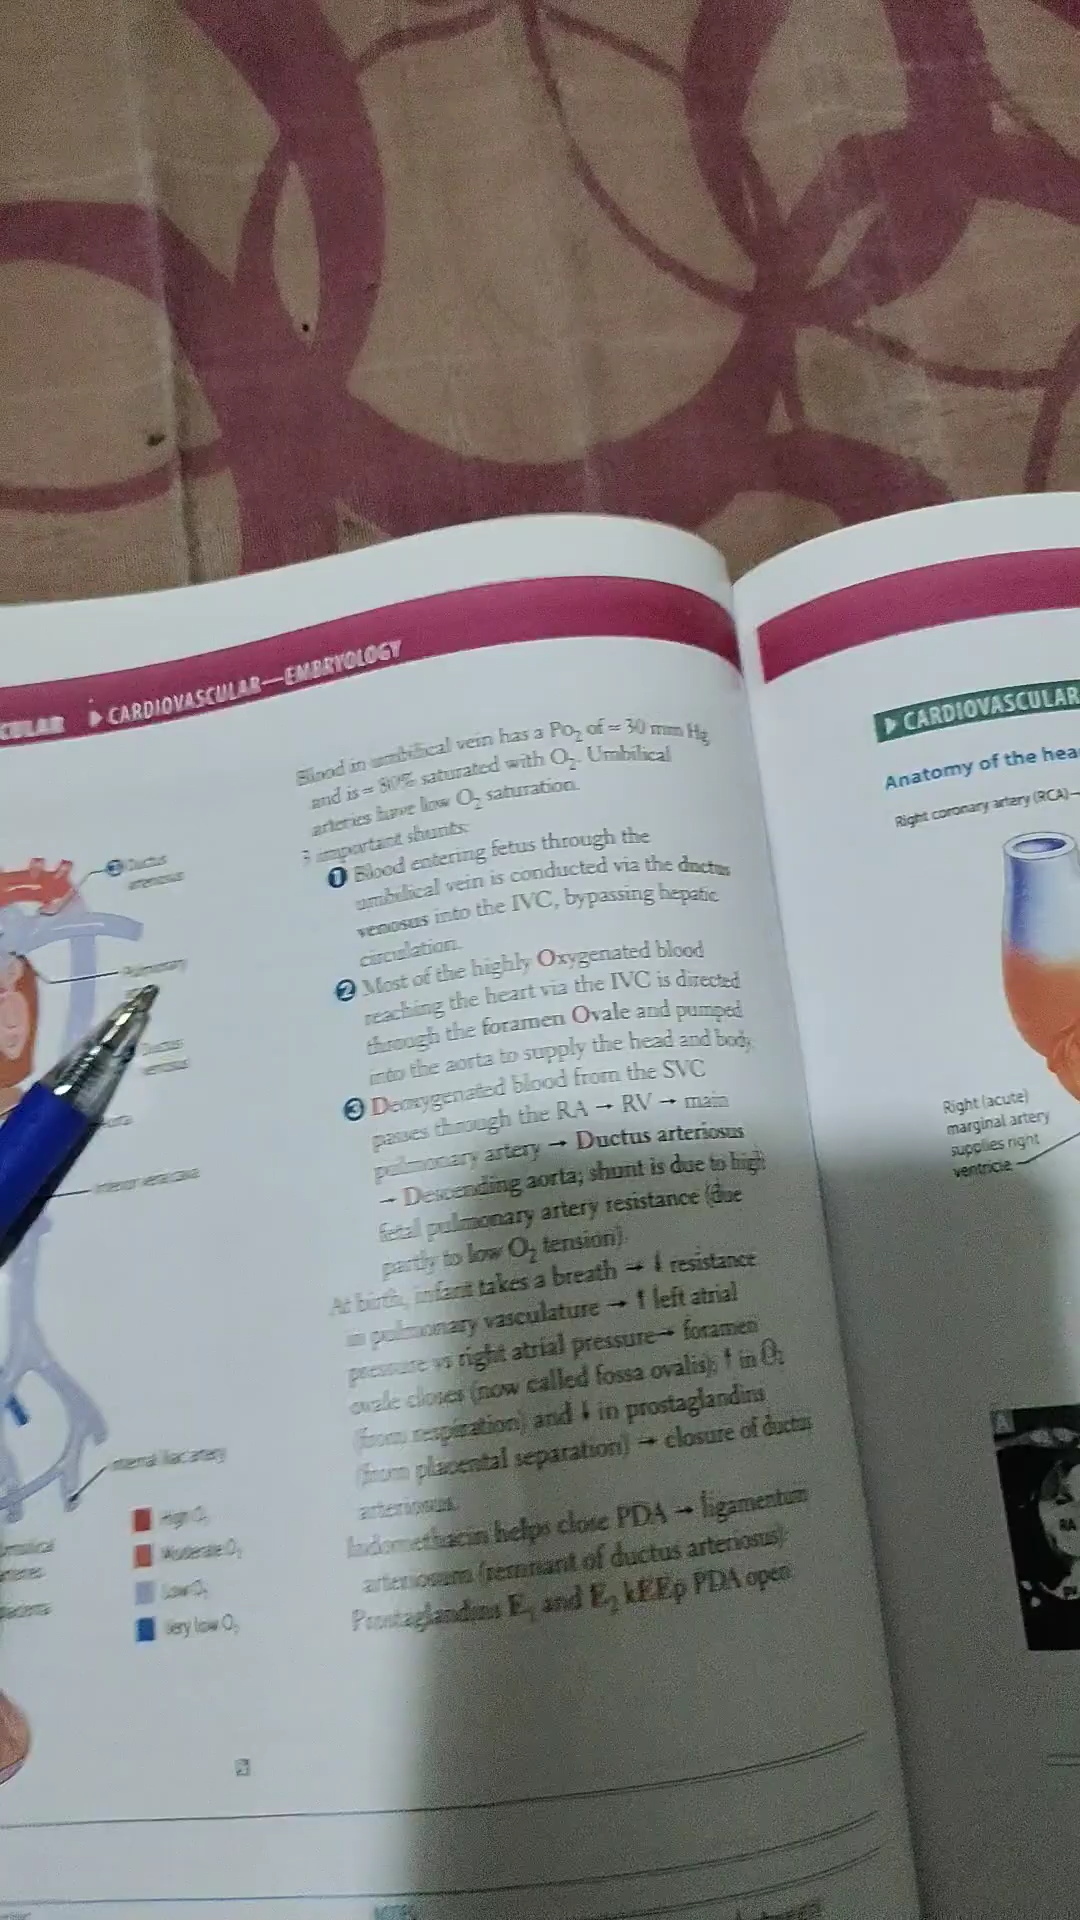 CULAR ▶ CARDIOVASCULAR—EMBRYOLOGY
Blood in umbilical vein has a Po2 of ≈ 30 mm Hg
and is ≈ 80% saturated with O2. Umbilical
arteries have low O2 saturation.
3 important shunts:
1 Blood entering fetus through the
umbilical vein is conducted via the ductus
venosus into the IVC, bypassing hepatic
circulation.
2 Most of the highly Oxygenated blood
reaching the heart via the IVC is directed
through the foramen Ovale and pumped
into the aorta to supply the head and body.
3 Deoxygenated blood from the SVC
passes through the RA → RV → main
pulmonary artery → Ductus arteriosus
→ Descending aorta; shunt is due to high
fetal pulmonary artery resistance (due
partly to low O2 tension).
At birth, infant takes a breath → ↓ resistance
in pulmonary vasculature → ↑ left atrial
pressure vs right atrial pressure→ foramen
ovale closes (now called fossa ovalis); ↑ in O2
(from respiration) and ↓ in prostaglandins
(from placental separation) → closure of ductus
arteriosus.
Indomethacin helps close PDA → ligamentum
arteriosum (remnant of ductus arteriosus).
Prostaglandins E1 and E2 kEEp PDA open.
3 Ductus
arteriosus
Pulmonary
Ductus
venosus
Inferior vena cava
Internal iliac artery
High O2
Moderate O2
Low O2
Very low O2
▶ CARDIOVASCULAR
Anatomy of the hea
Right coronary artery (RCA)
Right (acute)
marginal artery
supplies right
ventricle
A
RA